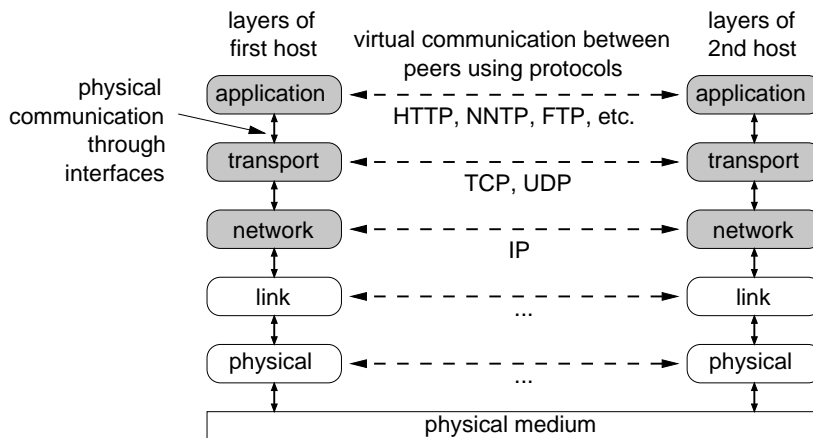 layers of
first host
virtual communication between
peers using protocols
layers of
2nd host
physical
communication
through
interfaces
application
HTTP, NNTP, FTP, etc.
application
transport
TCP, UDP
transport
network
IP
network
link
...
link
physical
...
physical
physical medium